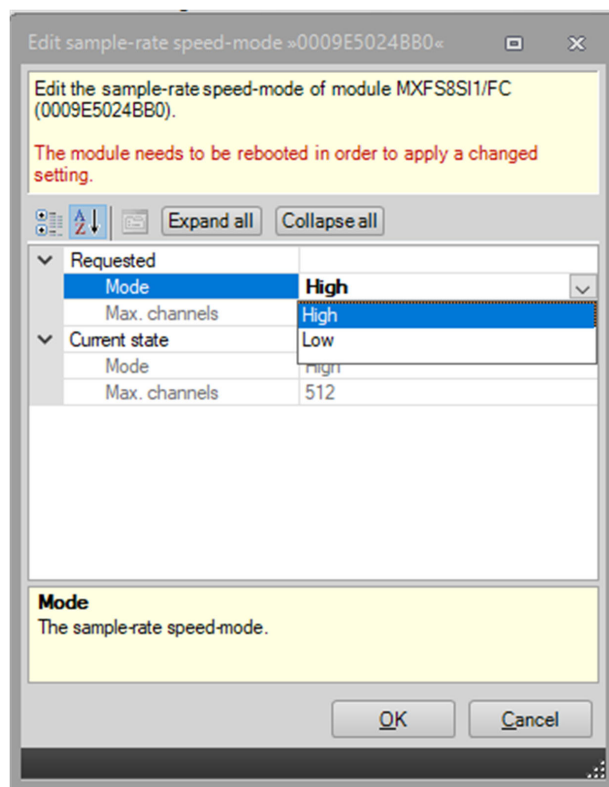 Edit sample-rate speed-mode »0009E5024BB0«
Edit the sample-rate speed-mode of module MXFS8SI1/FC
(0009E5024BB0).
The module needs to be rebooted in order to apply a changed
setting.
Expand all Collapse all
Requested
Mode High
Max. channels High
Current state Low
Mode High
Max. channels 512
Mode
The sample-rate speed-mode.
OK Cancel